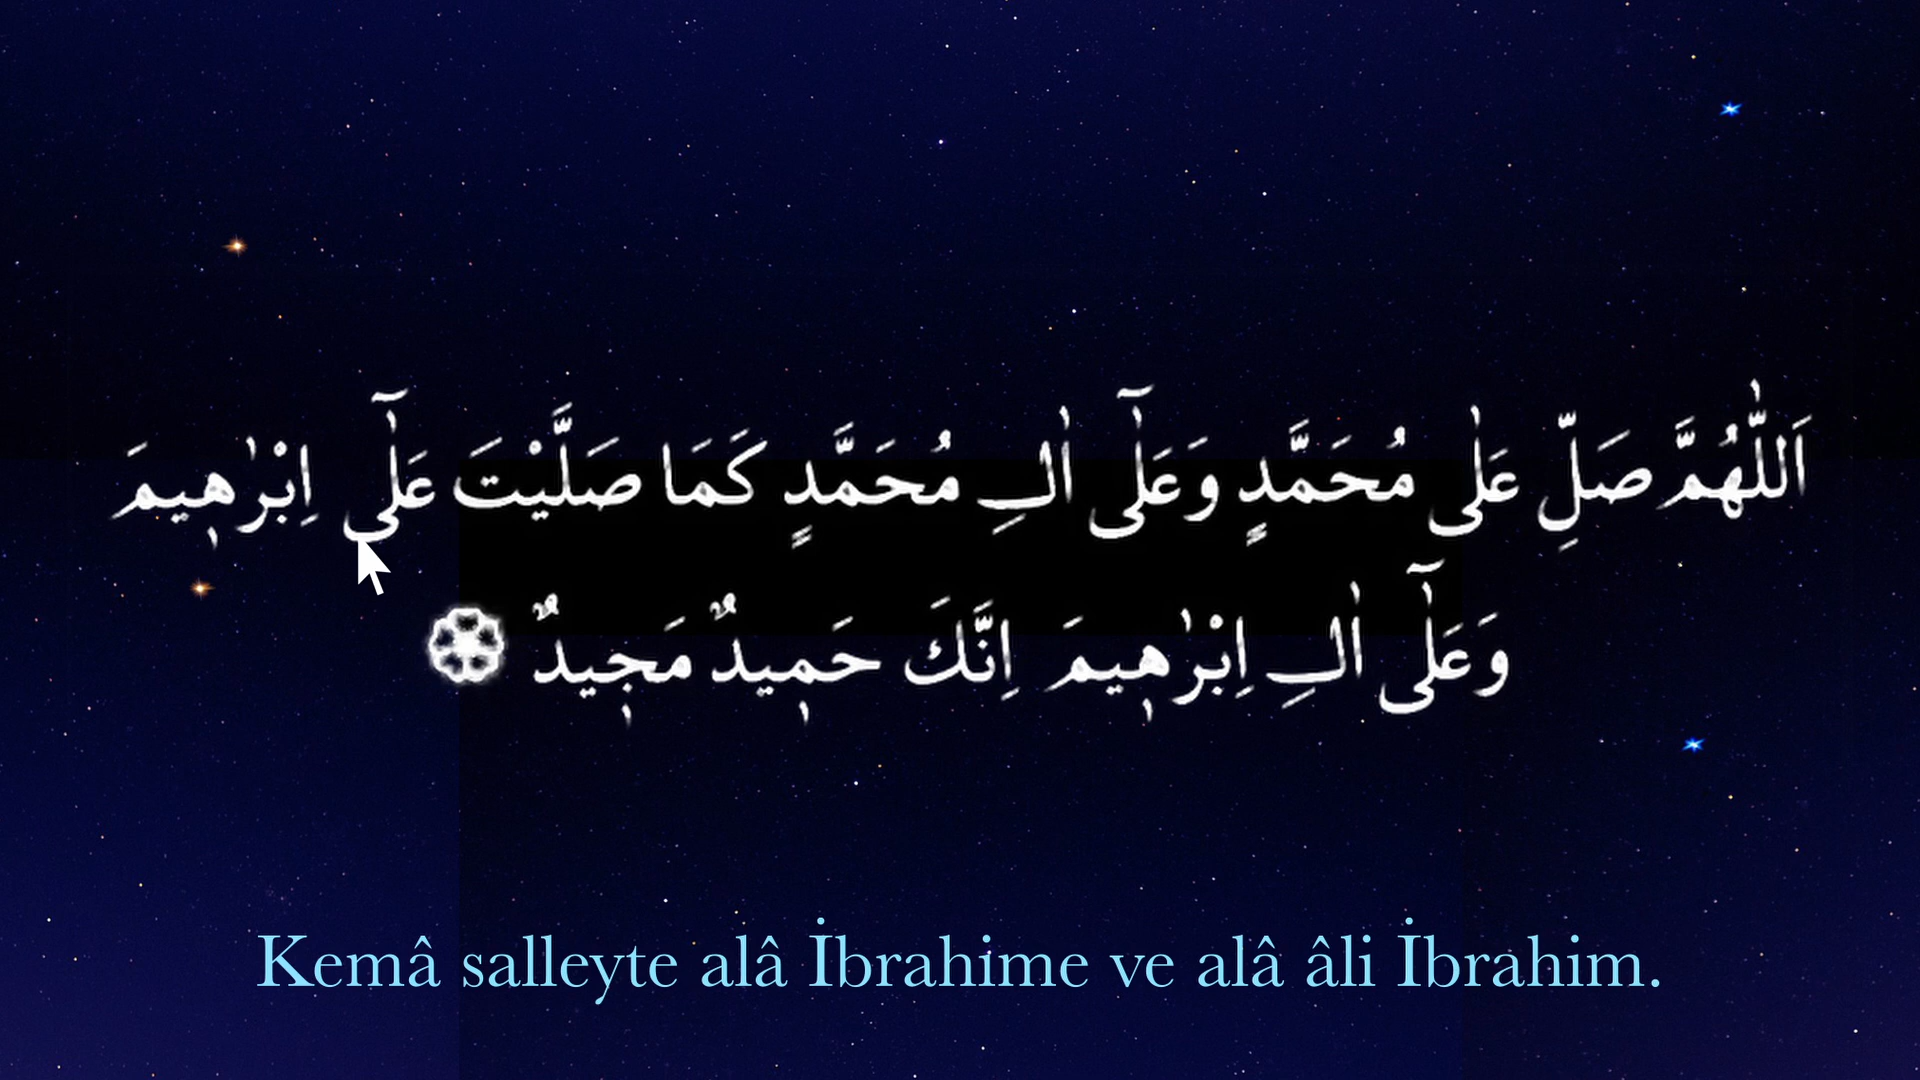 اَللّٰهُمَّ صَلِّ عَلٰى مُحَمَّدٍ وَعَلٰٓى اٰلِ مُحَمَّدٍ كَمَا صَلَّيْتَ عَلٰٓى اِبْرٰه۪يمَ
وَعَلٰٓى اٰلِ اِبْرٰه۪يمَ اِنَّكَ حَم۪يدٌ مَج۪يدٌ
Kemâ salleyte alâ İbrahime ve alâ âli İbrahim.